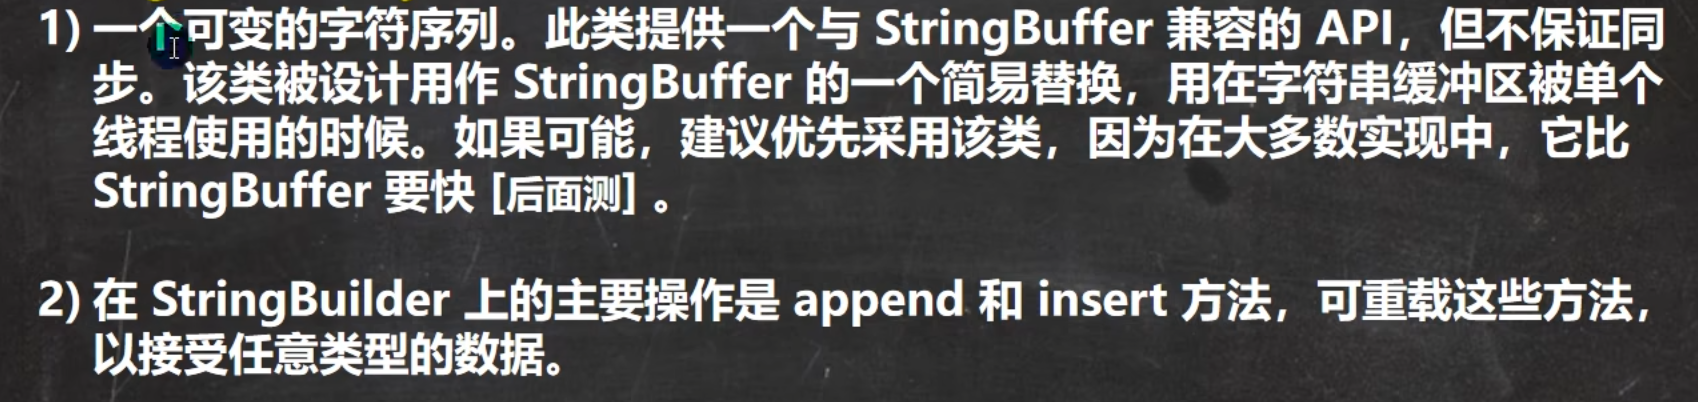 1) 一个可变的字符序列。此类提供一个与 StringBuffer 兼容的 API，但不保证同
步。该类被设计用作 StringBuffer 的一个简易替换，用在字符串缓冲区被单个
线程使用的时候。如果可能，建议优先采用该类，因为在大多数实现中，它比
StringBuffer 要快 [后面测] 。
2) 在 StringBuilder 上的主要操作是 append 和 insert 方法，可重载这些方法，
以接受任意类型的数据。